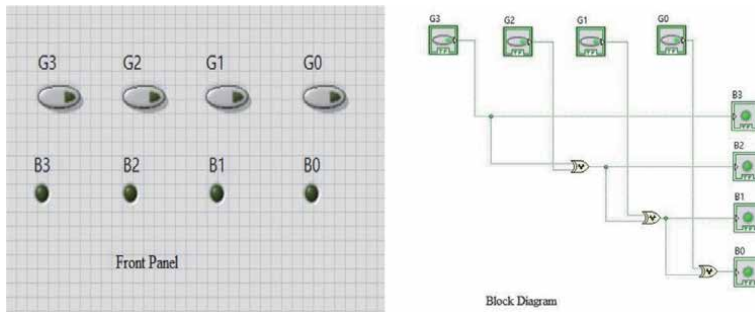 G3 G2 G1 G0
B3 B2 B1 B0
Front Panel
G3 G2 G1 G0
B3
B2
B1
B0
Block Diagram